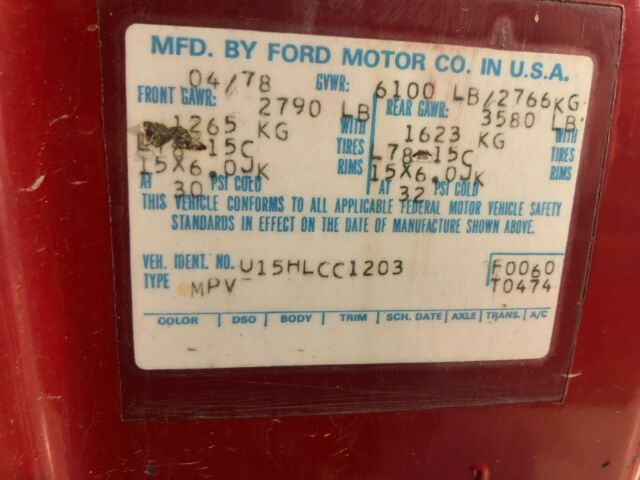 MFD. BY FORD MOTOR CO. IN U.S.A.
04/78 GVWR: 6100 LB/2766KG
FRONT GAWR: 2790 LB REAR GAWR: 3580 LB
1265 KG WITH 1623 KG WITH
L-78-15C TIRES L-78-15C TIRES
15X6.0JK RIMS 15X6.0JK RIMS
AT 30 PSI COLD AT 32 PSI COLD
THIS VEHICLE CONFORMS TO ALL APPLICABLE FEDERAL MOTOR VEHICLE SAFETY
STANDARDS IN EFFECT ON THE DATE OF MANUFACTURE SHOWN ABOVE.
VEH. IDENT. NO. U15HLCC1203 F0060
TYPE MPV T0474
COLOR DSO BODY TRIM SCH. DATE AXLE TRANS. A/C